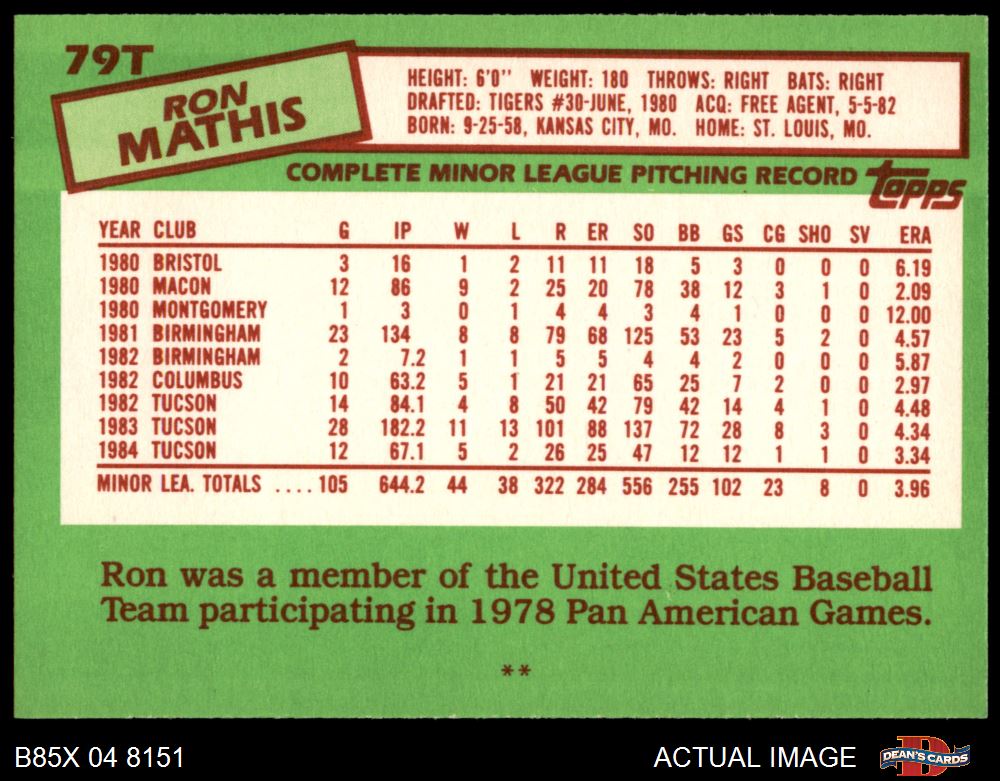 79T
RON
MATHIS
HEIGHT: 6'0" WEIGHT: 180 THROWS: RIGHT BATS: RIGHT
DRAFTED: TIGERS #30-JUNE, 1980 ACQ: FREE AGENT, 5-5-82
BORN: 9-25-58, KANSAS CITY, MO. HOME: ST. LOUIS, MO.
COMPLETE MINOR LEAGUE PITCHING RECORD topps
YEAR CLUB G IP W L R ER SO BB GS CG SHO SV ERA
1980 BRISTOL 3 16 1 2 11 11 18 5 3 0 0 0 6.19
1980 MACON 12 86 9 2 25 20 78 38 12 3 1 0 2.09
1980 MONTGOMERY 1 3 0 1 4 4 3 4 1 0 0 0 12.00
1981 BIRMINGHAM 23 134 8 8 79 68 125 53 23 5 2 0 4.57
1982 BIRMINGHAM 2 7.2 1 1 5 5 4 4 2 0 0 0 5.87
1982 COLUMBUS 10 63.2 5 1 21 21 65 25 7 2 0 0 2.97
1982 TUCSON 14 84.1 4 8 50 42 79 42 14 4 1 0 4.48
1983 TUCSON 28 182.2 11 13 101 88 137 72 28 8 3 0 4.34
1984 TUCSON 12 67.1 5 2 26 25 47 12 12 1 1 0 3.34
MINOR LEA. TOTALS .... 105 644.2 44 38 322 284 556 255 102 23 8 0 3.96
Ron was a member of the United States Baseball
Team participating in 1978 Pan American Games.
**
B85X 04 8151 ACTUAL IMAGE DEAN'S CARDS